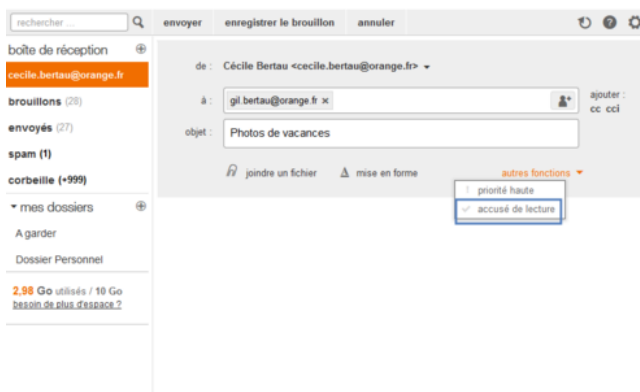 rechercher ...
envoyer enregistrer le brouillon annuler
boîte de réception
cecile.bertau@orange.fr
brouillons (28)
envoyés (27)
spam (1)
corbeille (+999)
mes dossiers
A garder
Dossier Personnel
2,98 Go utilisés / 10 Go
besoin de plus d'espace ?
de : Cécile Bertau <cecile.bertau@orange.fr>
à : gil.bertau@orange.fr × ajouter :
cc cci
objet : Photos de vacances
joindre un fichier A mise en forme autres fonctions
! priorité haute
accusé de lecture